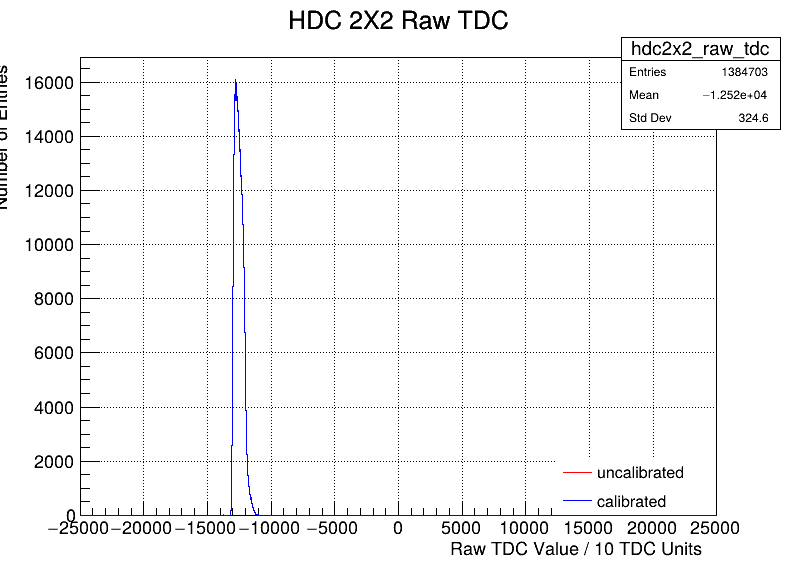 HDC 2X2 Raw TDC
hdc2x2_raw_tdc
Entries 1384703
Mean −1.252e+04
Std Dev 324.6
Number of Entries
16000
14000
12000
10000
8000
6000
4000
2000
0
−25000 −20000 −15000 −10000 −5000 0 5000 10000 15000 20000 25000
Raw TDC Value / 10 TDC Units
uncalibrated
calibrated